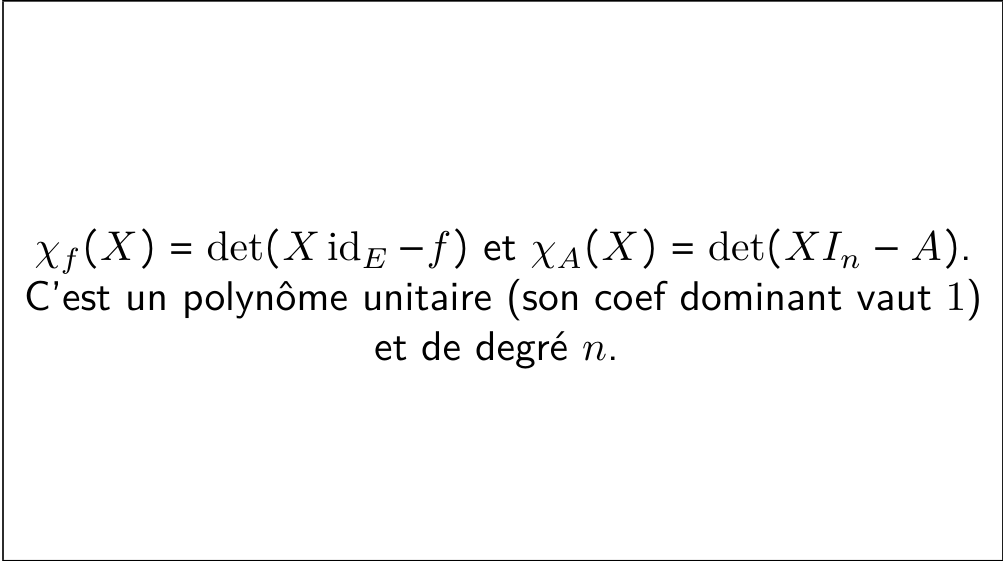 χ_f(X) = det(X id_E −f) et χ_A(X) = det(XI_n − A).
C'est un polynôme unitaire (son coef dominant vaut 1)
et de degré n.